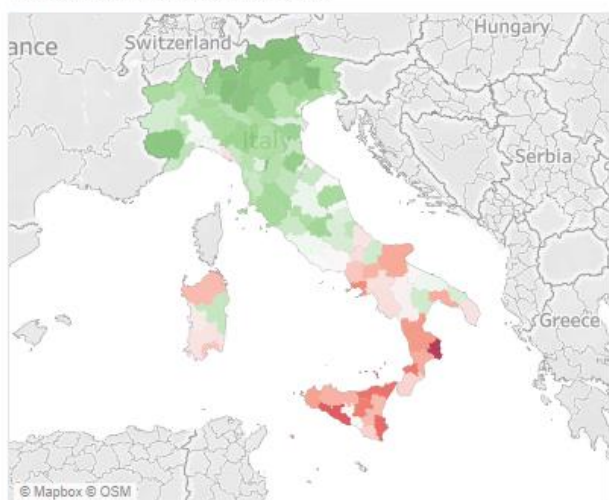 Hungary
Switzerland
ance
Italy
Serbia
Greece
© Mapbox © OSM